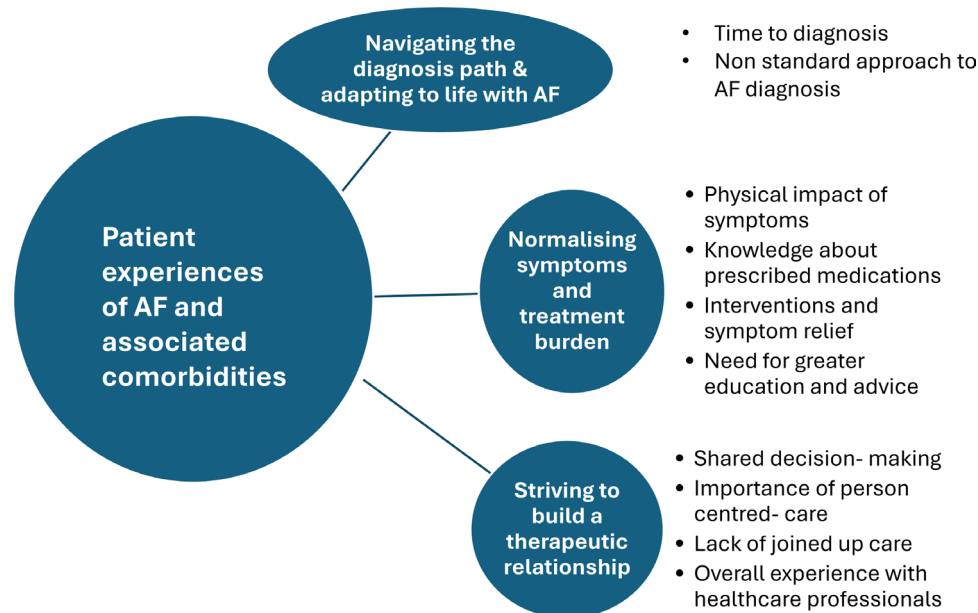 Navigating the
diagnosis path &
adapting to life with AF
• Time to diagnosis
• Non standard approach to
AF diagnosis
Patient
experiences
of AF and
associated
comorbidities
Normalising
symptoms
and
treatment
burden
• Physical impact of
symptoms
• Knowledge about
prescribed medications
• Interventions and
symptom relief
• Need for greater
education and advice
Striving to
build a
therapeutic
relationship
• Shared decision- making
• Importance of person
centred- care
• Lack of joined up care
• Overall experience with
healthcare professionals